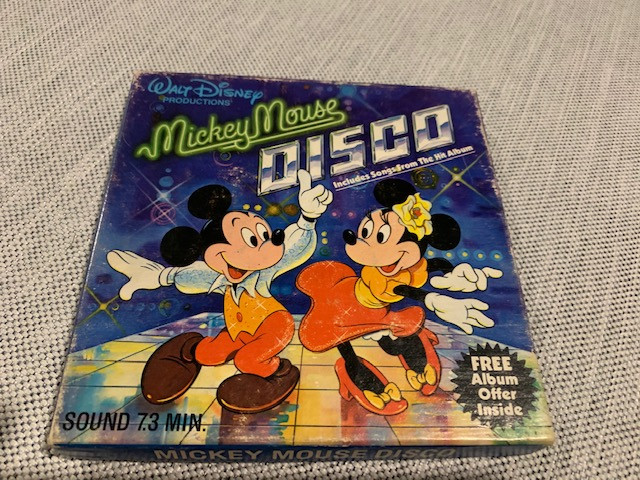 WALT DISNEY
PRODUCTIONS
Mickey Mouse
DISCO
Includes Songs from The Hit Album
FREE
Album
Offer
Inside
SOUND 7.3 MIN.
MICKEY MOUSE DISCO